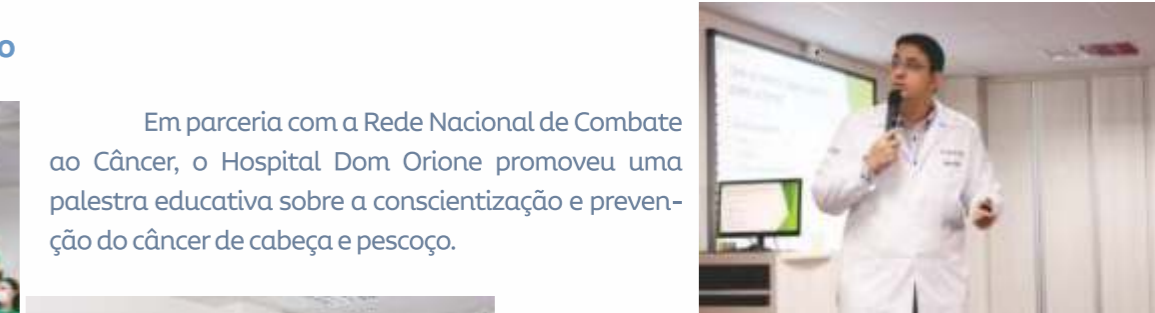 o
Em parceria com a Rede Nacional de Combate
ao Câncer, o Hospital Dom Orione promoveu uma
palestra educativa sobre a conscientização e preven-
ção do câncer de cabeça e pescoço.